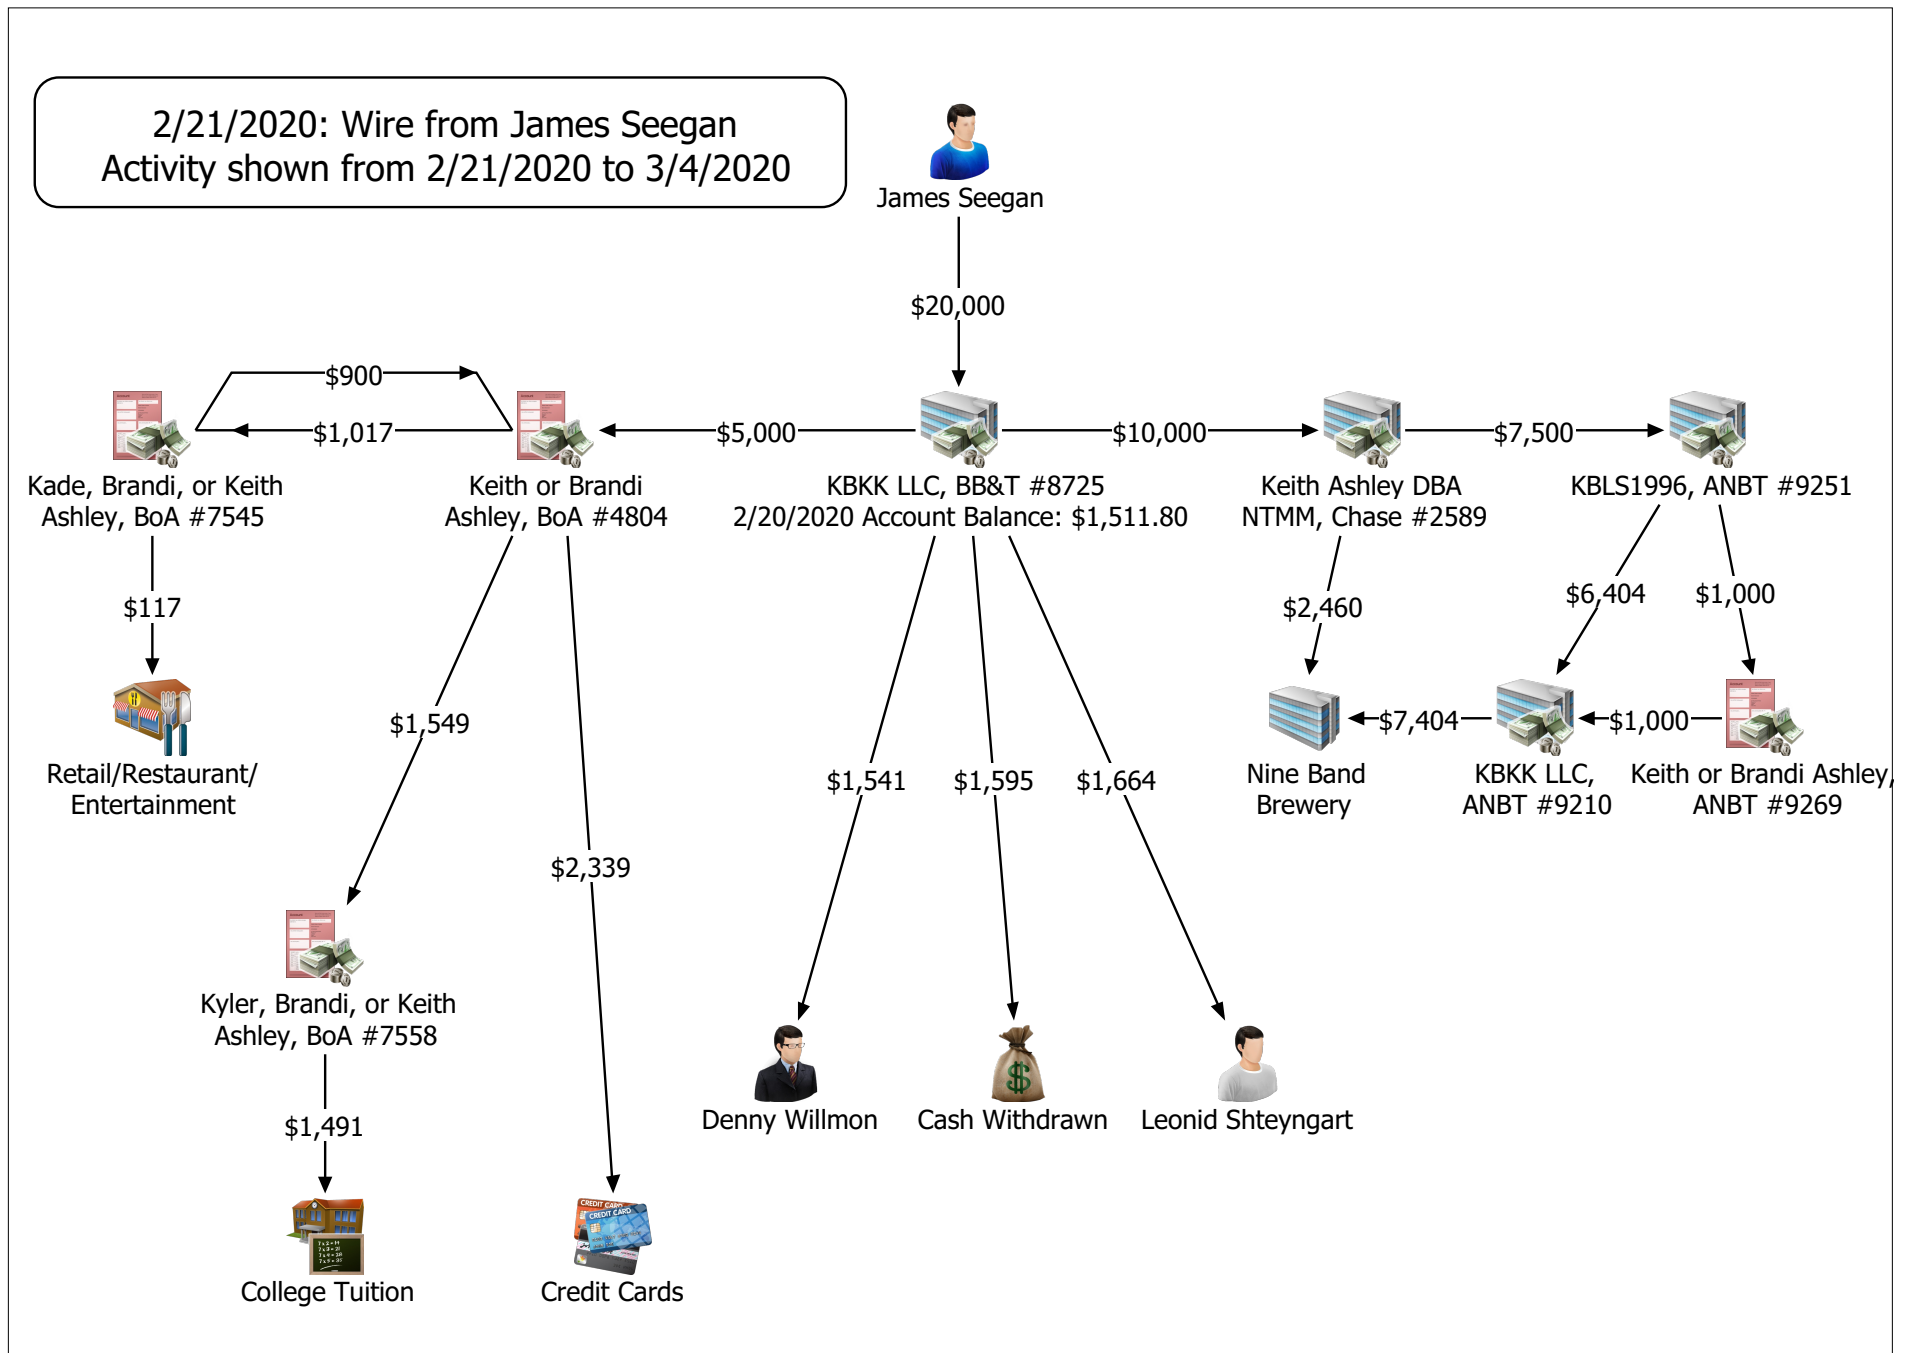 2/21/2020: Wire from James Seegan
Activity shown from 2/21/2020 to 3/4/2020
James Seegan
$20,000
$900
$1,017
$5,000
$10,000
$7,500
Kade, Brandi, or Keith
Ashley, BoA #7545
Keith or Brandi
Ashley, BoA #4804
KBKK LLC, BB&T #8725
2/20/2020 Account Balance: $1,511.80
Keith Ashley DBA
NTMM, Chase #2589
KBLS1996, ANBT #9251
$117
$2,460
$6,404
$1,000
Retail/Restaurant/
Entertainment
$1,549
$1,541
$1,595
$1,664
$7,404
$1,000
Nine Band
Brewery
KBKK LLC,
ANBT #9210
Keith or Brandi Ashley,
ANBT #9269
$2,339
Kyler, Brandi, or Keith
Ashley, BoA #7558
Denny Willmon
Cash Withdrawn
Leonid Shteyngart
$1,491
CREDIT CARD
CREDIT CARD
College Tuition
Credit Cards